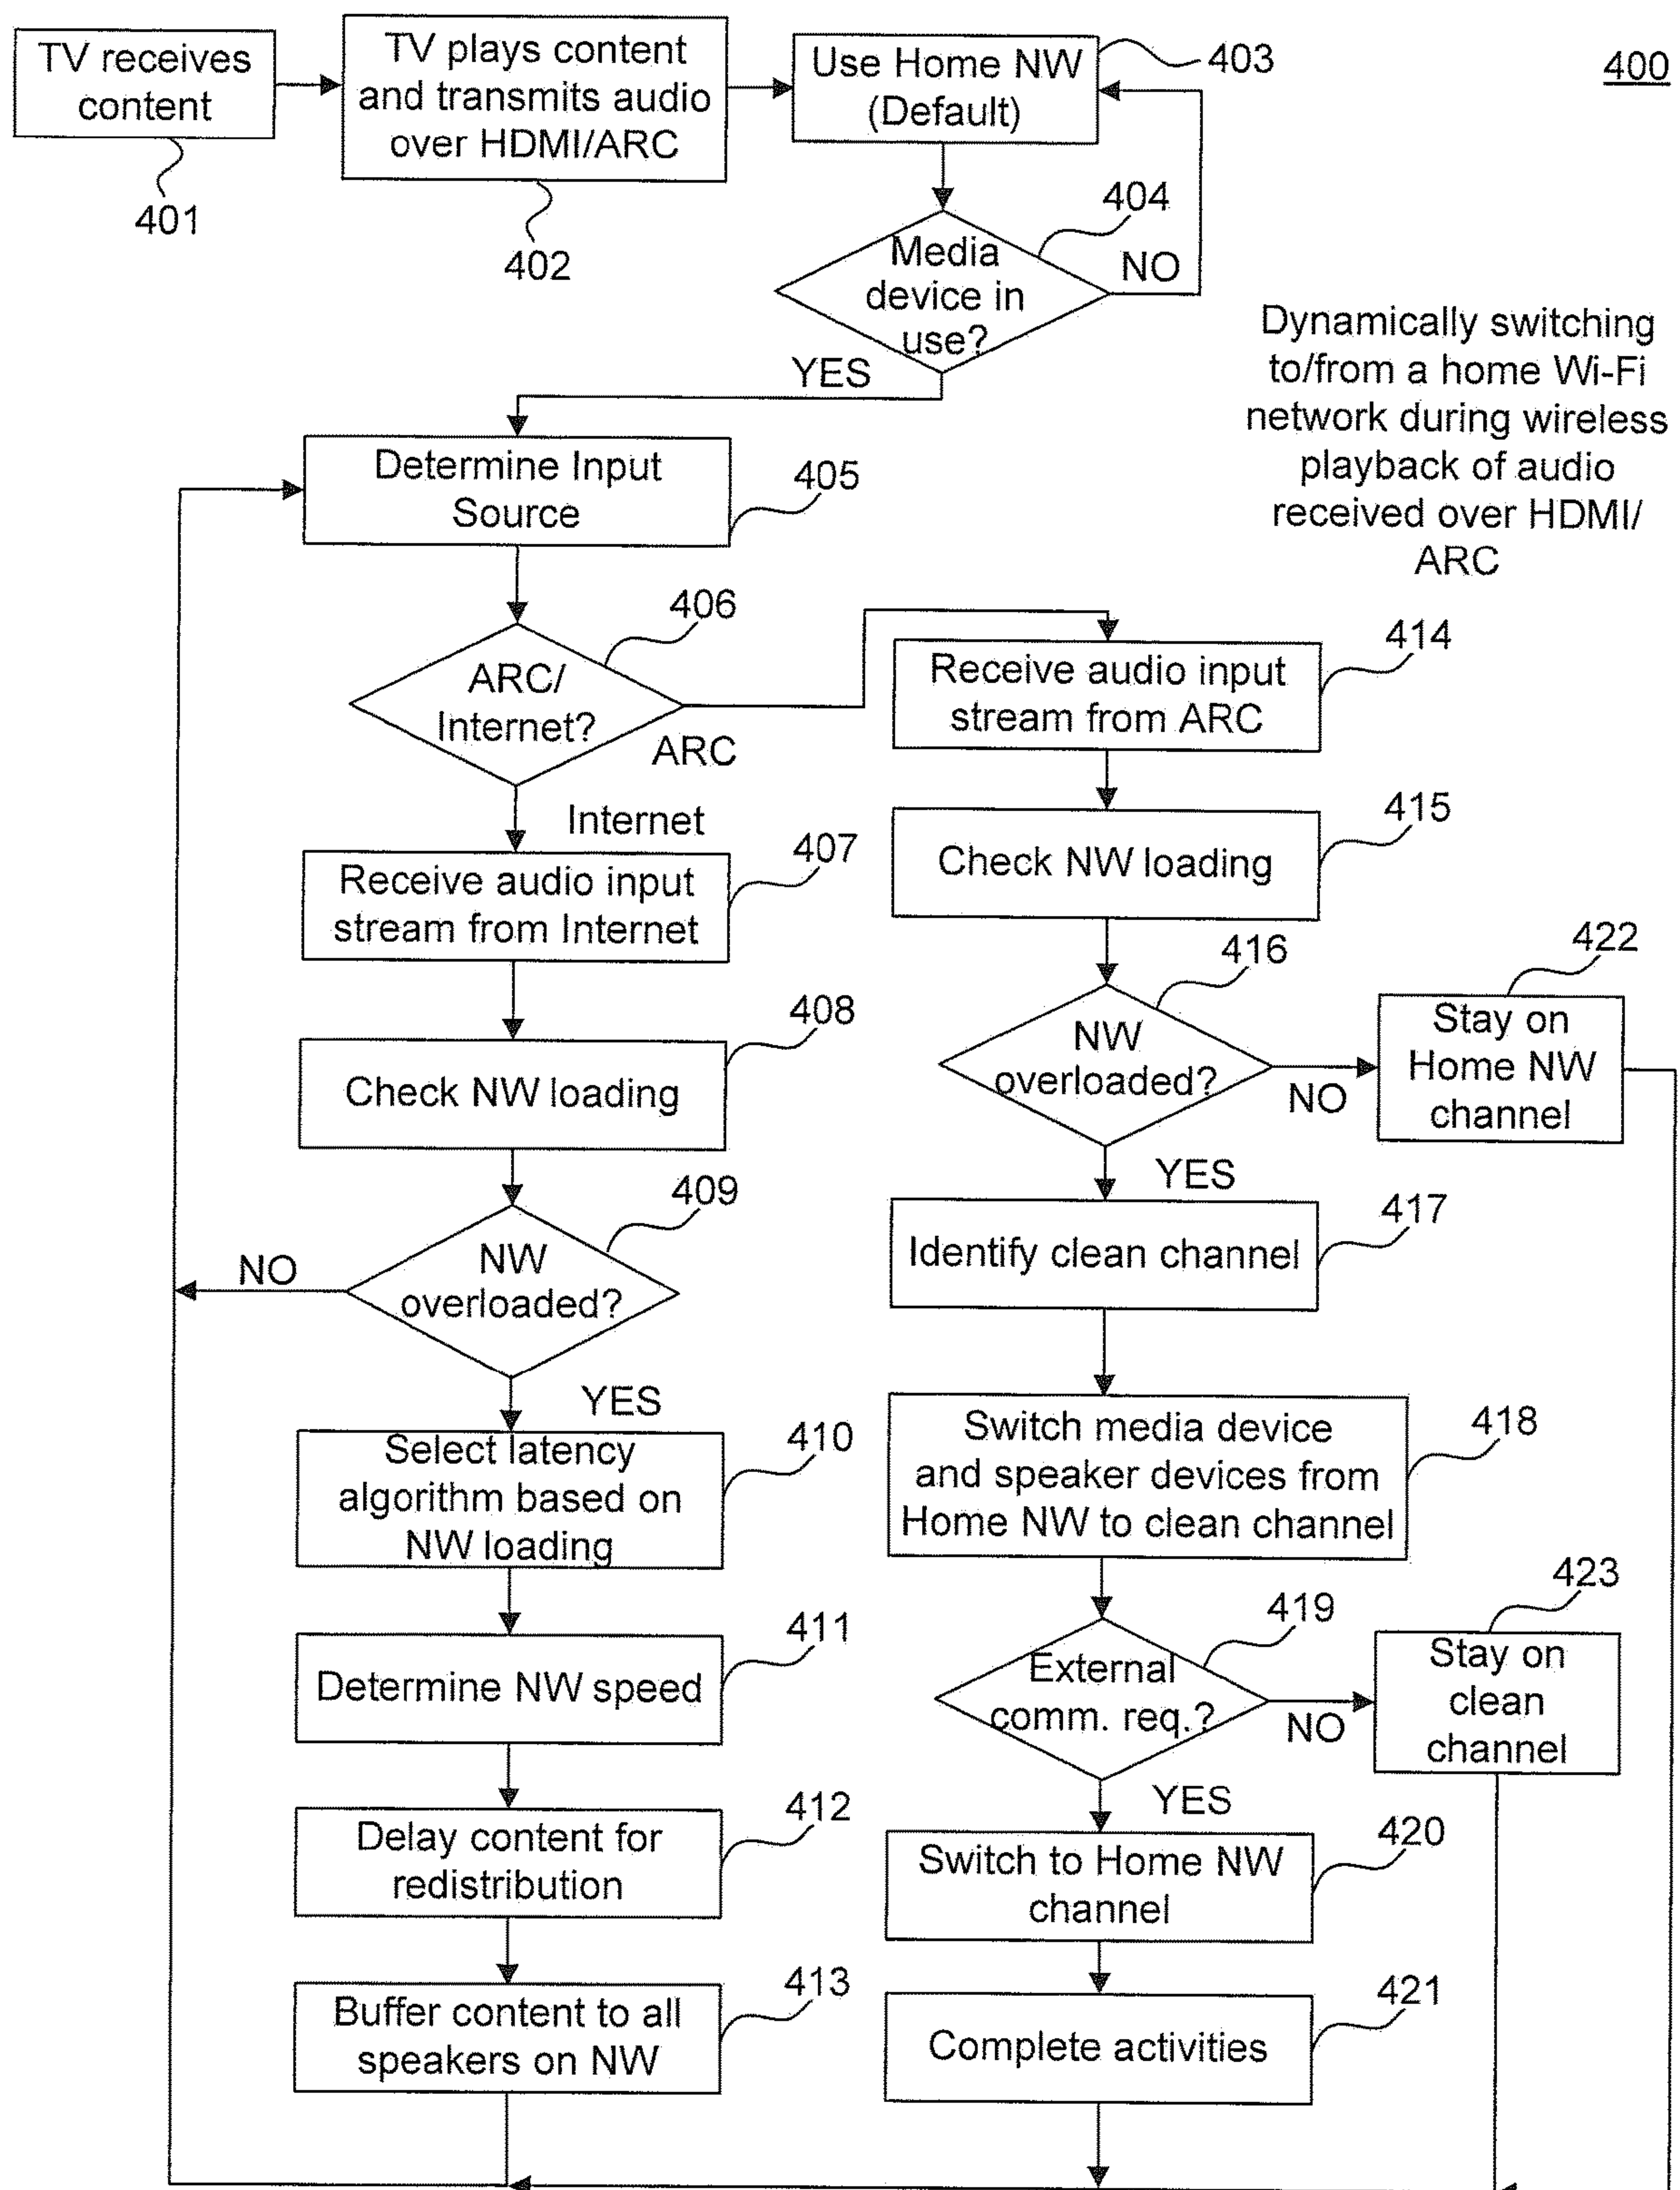 400
TV receives
content
401
TV plays content
and transmits audio
over HDMI/ARC
402
Use Home NW
(Default)
403
Media
device in
use?
404
NO
YES
Dynamically switching
to/from a home Wi-Fi
network during wireless
playback of audio
received over HDMI/
ARC
Determine Input
Source
405
ARC/
Internet?
406
ARC
Internet
Receive audio input
stream from Internet
407
Check NW loading
408
NW
overloaded?
409
NO
YES
Select latency
algorithm based on
NW loading
410
Determine NW speed
411
Delay content for
redistribution
412
Buffer content to all
speakers on NW
413
Receive audio input
stream from ARC
414
Check NW loading
415
NW
overloaded?
416
NO
YES
Stay on
Home NW
channel
422
Identify clean channel
417
Switch media device
and speaker devices from
Home NW to clean channel
418
External
comm. req.?
419
NO
YES
Stay on
clean
channel
423
Switch to Home NW
channel
420
Complete activities
421